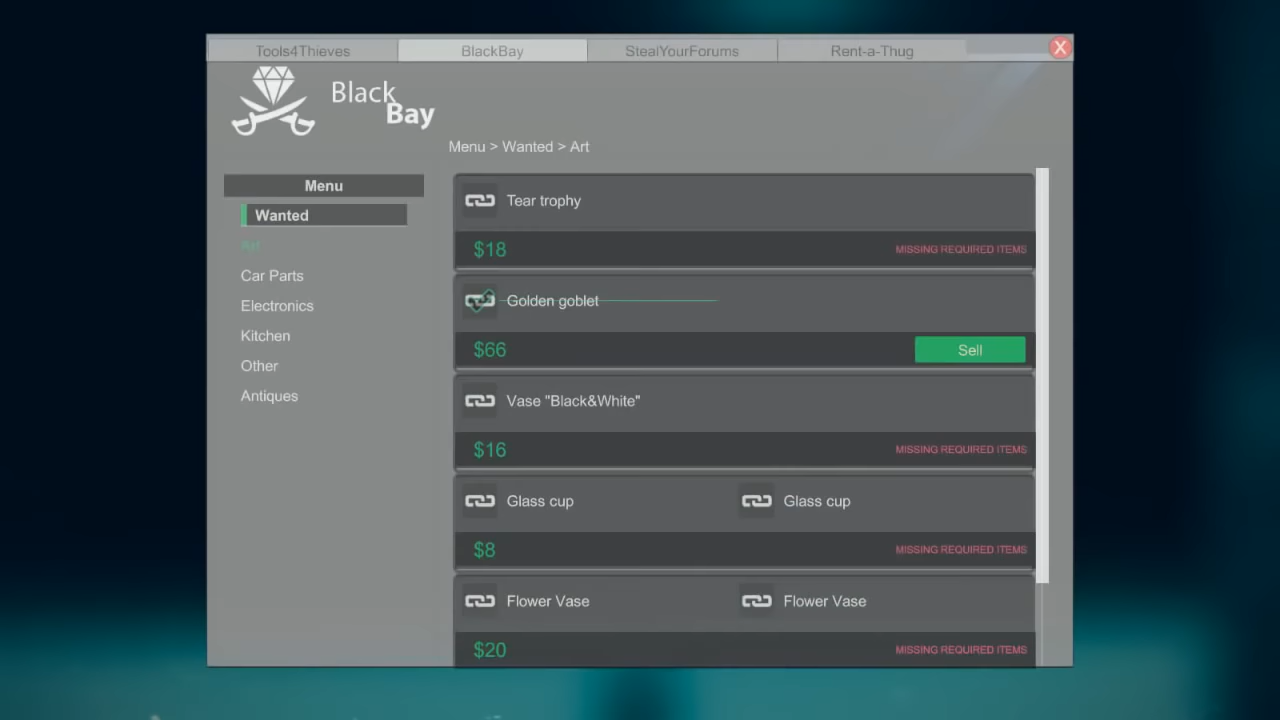 Tools4Thieves BlackBay StealYourForums Rent-a-Thug X
Black
Bay
Menu > Wanted > Art
Menu
Wanted
Art
Car Parts
Electronics
Kitchen
Other
Antiques
Tear trophy
$18 MISSING REQUIRED ITEMS
Golden goblet
$66 Sell
Vase "Black&White"
$16 MISSING REQUIRED ITEMS
Glass cup Glass cup
$8 MISSING REQUIRED ITEMS
Flower Vase Flower Vase
$20 MISSING REQUIRED ITEMS